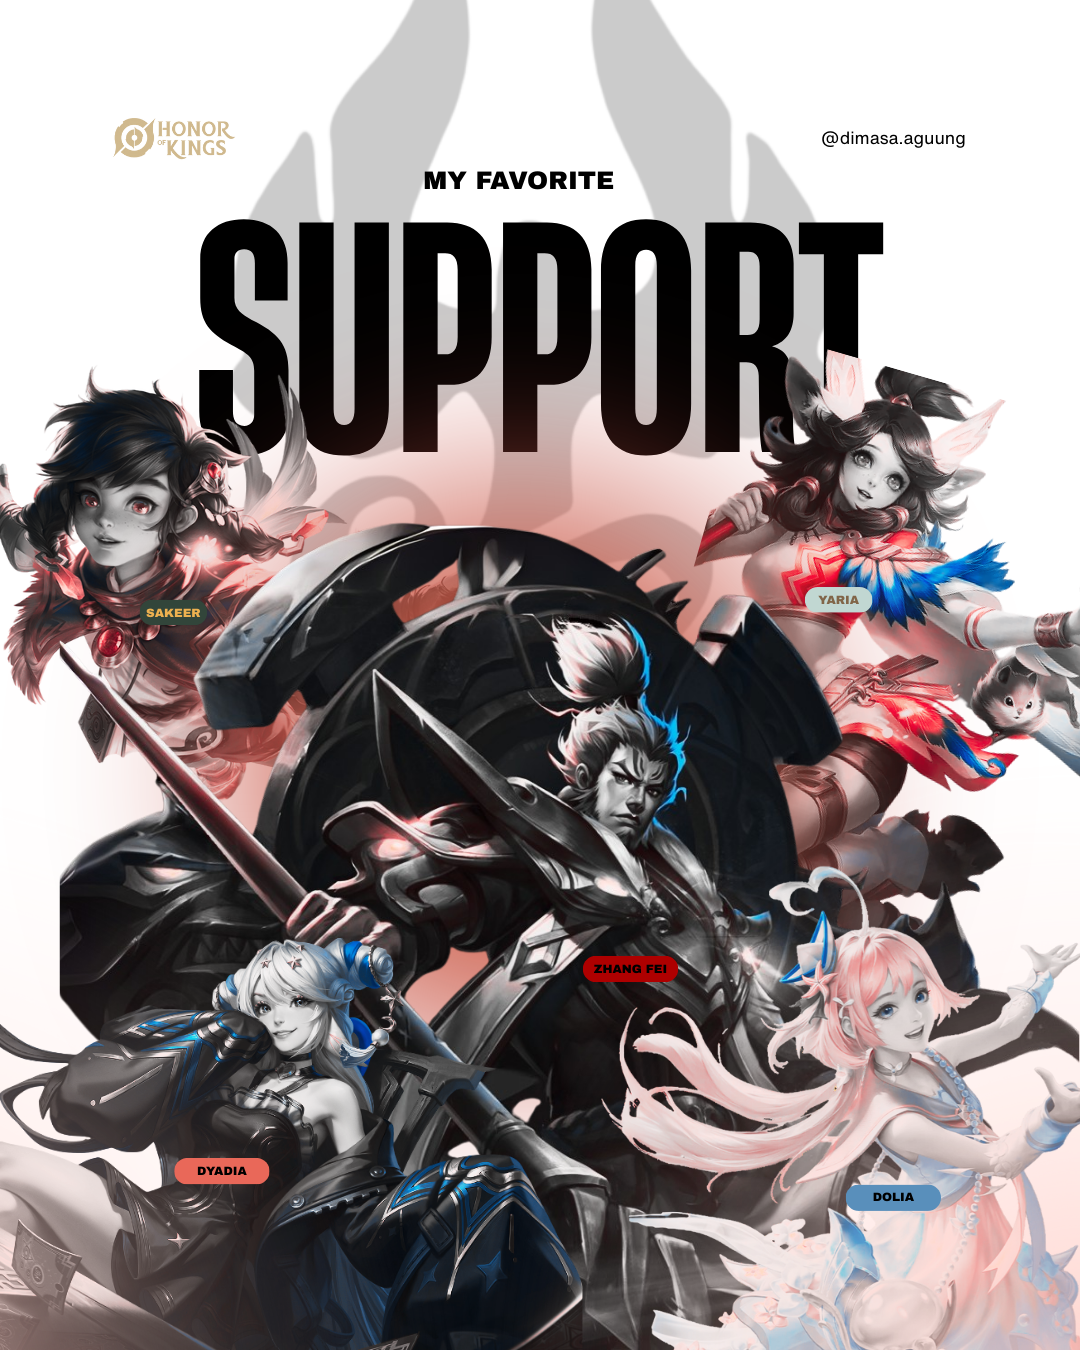 HONOR
OF KINGS
@dimasa.aguung
MY FAVORITE
SUPPORT
SAKEER
YARIA
ZHANG FEI
DYADIA
DOLIA